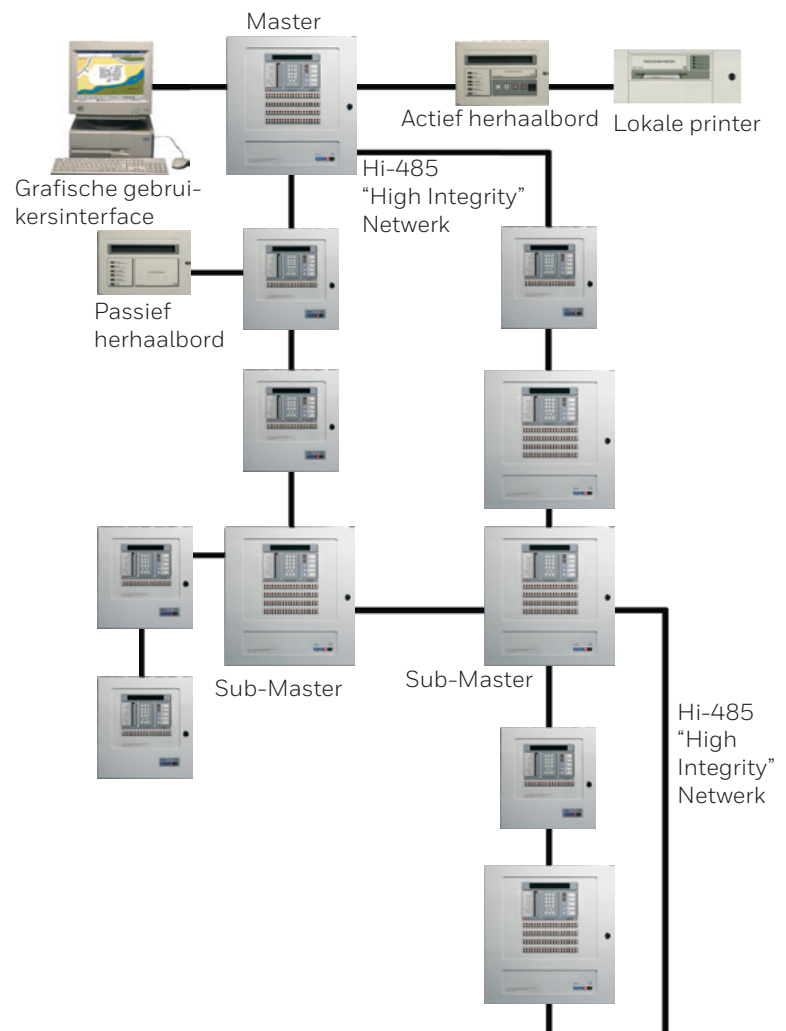 Master
Actief herhaalbord
Lokale printer
Grafische gebrui-
kersinterface
Hi-485
“High Integrity”
Netwerk
Passief
herhaalbord
Sub-Master
Sub-Master
Hi-485
“High
Integrity”
Netwerk